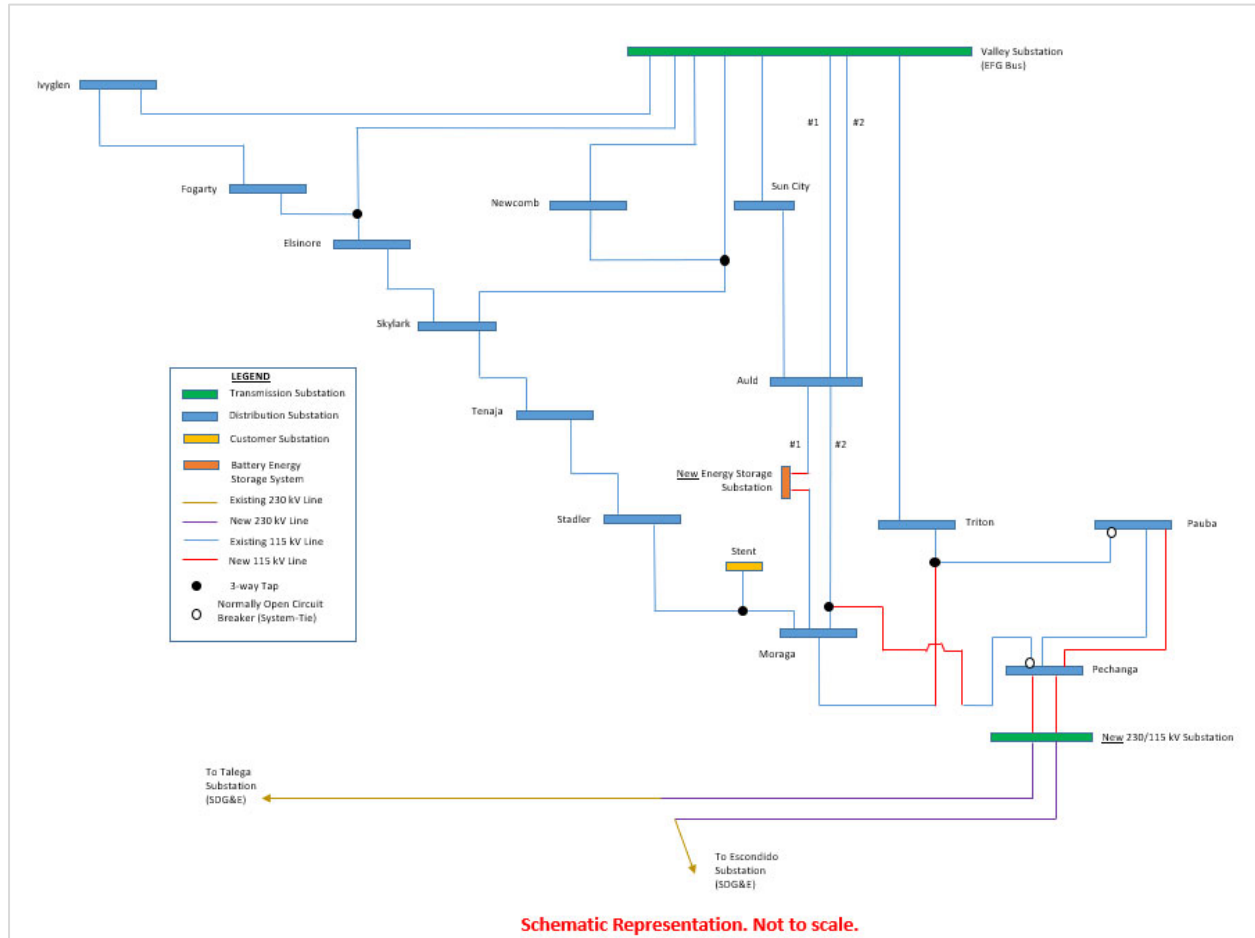 Valley Substation
(EFG Bus)
Ivyglen
#1
#2
Fogarty
Newcomb
Sun City
Elsinore
Skylark
LEGEND
Transmission Substation
Distribution Substation
Customer Substation
Battery Energy
Storage System
Existing 230 kV Line
New 230 kV Line
Existing 115 kV Line
New 115 kV Line
3-way Tap
Normally Open Circuit
Breaker (System-Tie)
Auld
Tenaja
#1
#2
New Energy Storage
Substation
Stadler
Triton
Pauba
Stent
Moraga
Pechanga
New 230/115 kV Substation
To Talega
Substation
(SDG&E)
To Escondido
Substation
(SDG&E)
Schematic Representation. Not to scale.